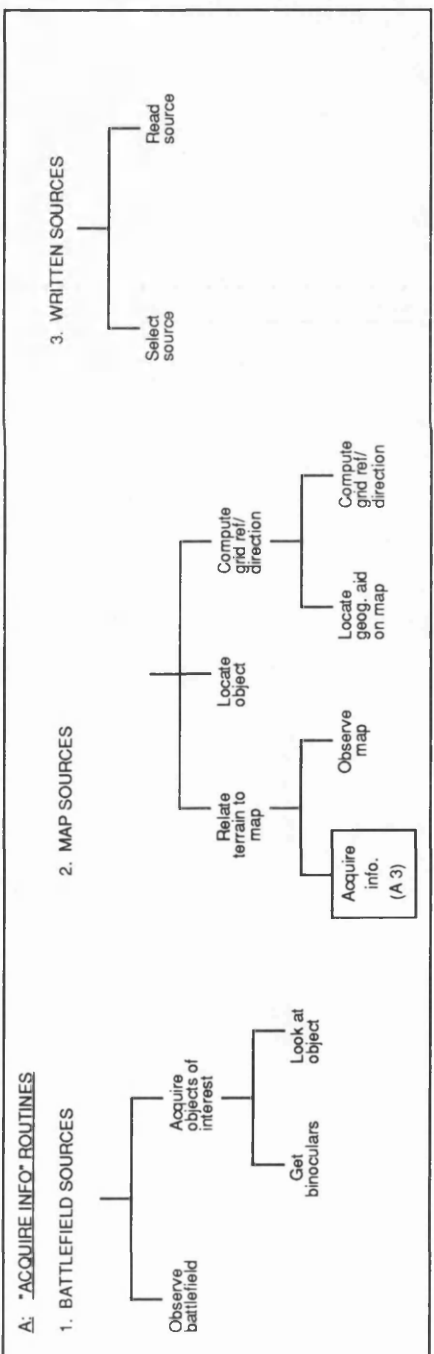 A: "ACQUIRE INFO" ROUTINES
1. BATTLEFIELD SOURCES
Observe
battlefield
Acquire
objects of
interest
Get
binoculars
Look at
object
2. MAP SOURCES
Relate
terrain to
map
Locate
object
Compute
grid ref/
direction
Acquire
info.
(A 3)
Observe
map
Locate
geog. aid
on map
Compute
grid ref/
direction
3. WRITTEN SOURCES
Select
source
Read
source